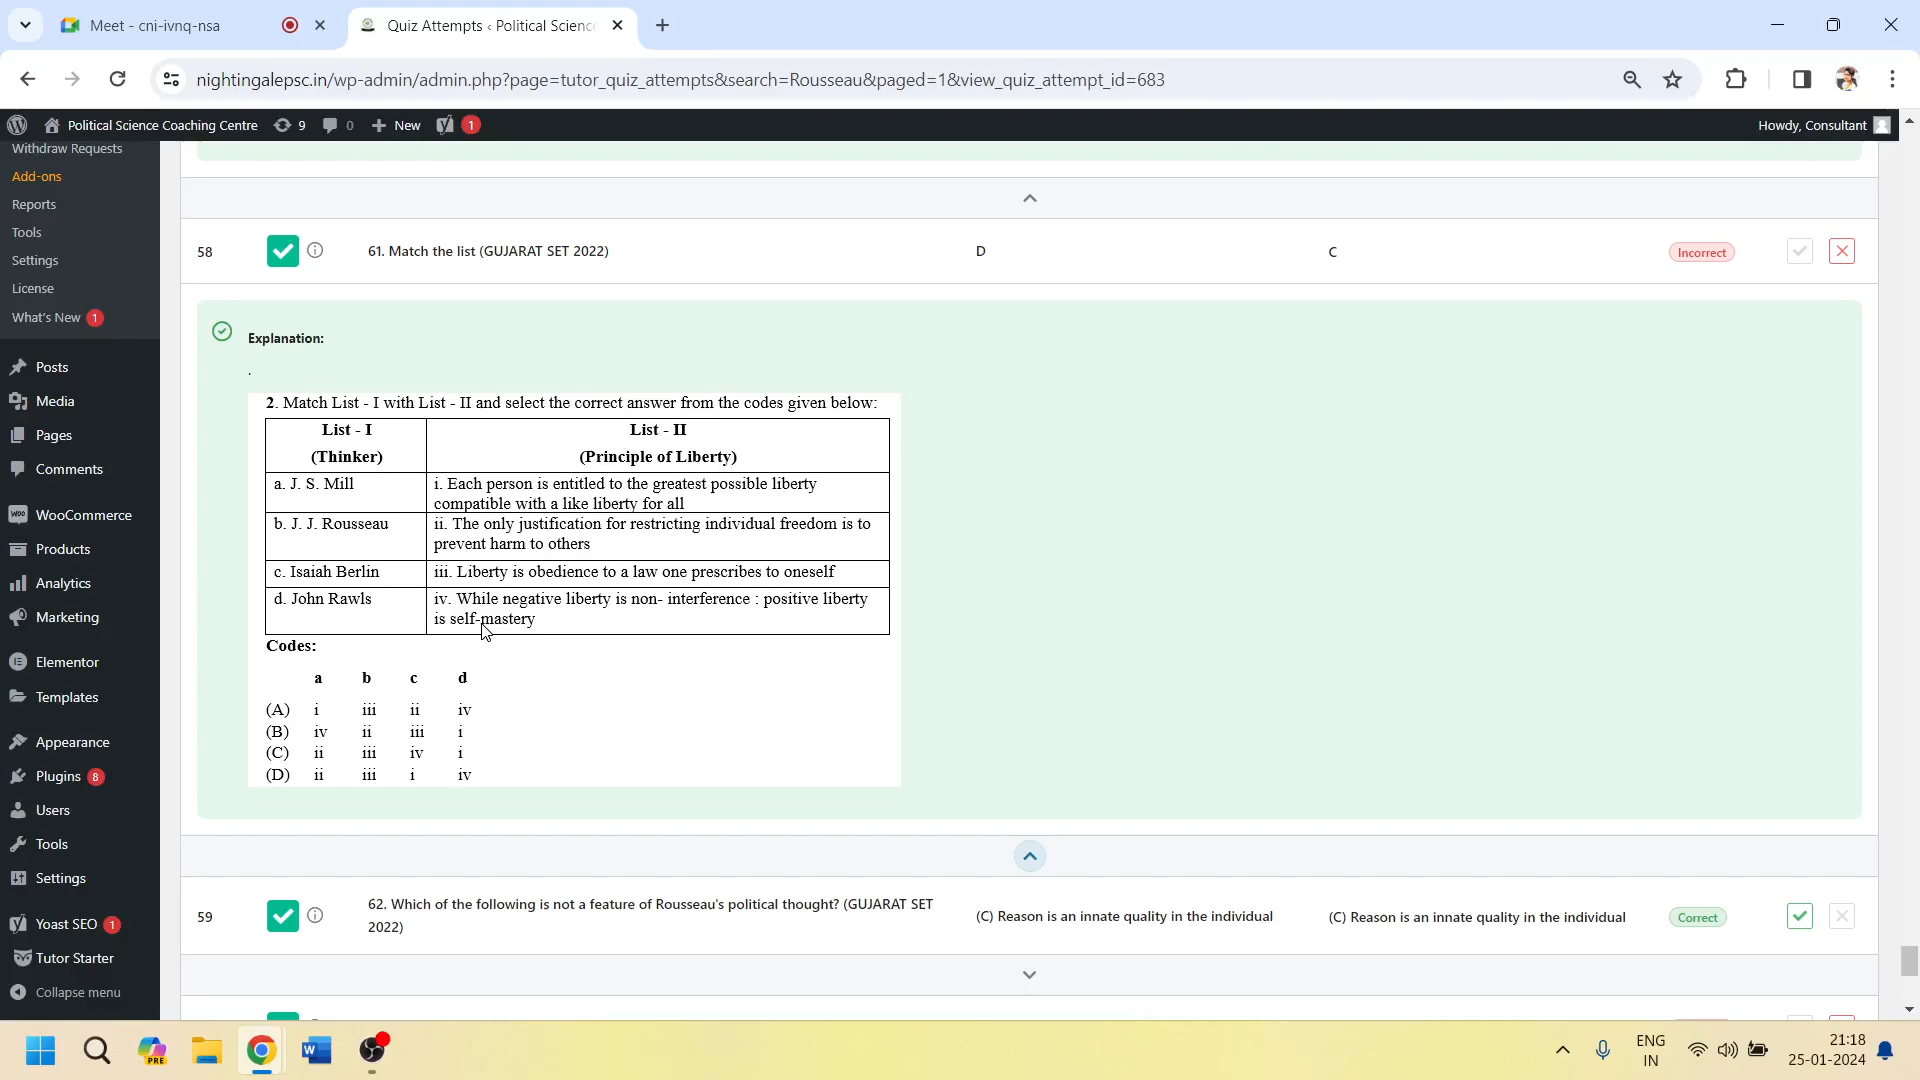 Meet - cni-ivnq-nsa
Quiz Attempts ‹ Political Science
nightingalepsc.in/wp-admin/admin.php?page=tutor_quiz_attempts&search=Rousseau&paged=1&view_quiz_attempt_id=683
Political Science Coaching Centre 9 0 New 1 Howdy, Consultant
Withdraw Requests
Add-ons
Reports
Tools
Settings
License
What's New 1
Posts
Media
Pages
Comments
WooCommerce
Products
Analytics
Marketing
Elementor
Templates
Appearance
Plugins 8
Users
Tools
Settings
Yoast SEO 1
Tutor Starter
Collapse menu
58 61. Match the list (GUJARAT SET 2022) D C Incorrect
Explanation:
.
2. Match List - I with List - II and select the correct answer from the codes given below:
List - I List - II
(Thinker) (Principle of Liberty)
a. J. S. Mill i. Each person is entitled to the greatest possible liberty
compatible with a like liberty for all
b. J. J. Rousseau ii. The only justification for restricting individual freedom is to
prevent harm to others
c. Isaiah Berlin iii. Liberty is obedience to a law one prescribes to oneself
d. John Rawls iv. While negative liberty is non- interference : positive liberty
is self-mastery
Codes:
a b c d
(A) i iii ii iv
(B) iv ii iii i
(C) ii iii iv i
(D) ii iii i iv
59 62. Which of the following is not a feature of Rousseau's political thought? (GUJARAT SET
2022) (C) Reason is an innate quality in the individual (C) Reason is an innate quality in the individual Correct
PRE
ENG
IN
21:18
25-01-2024